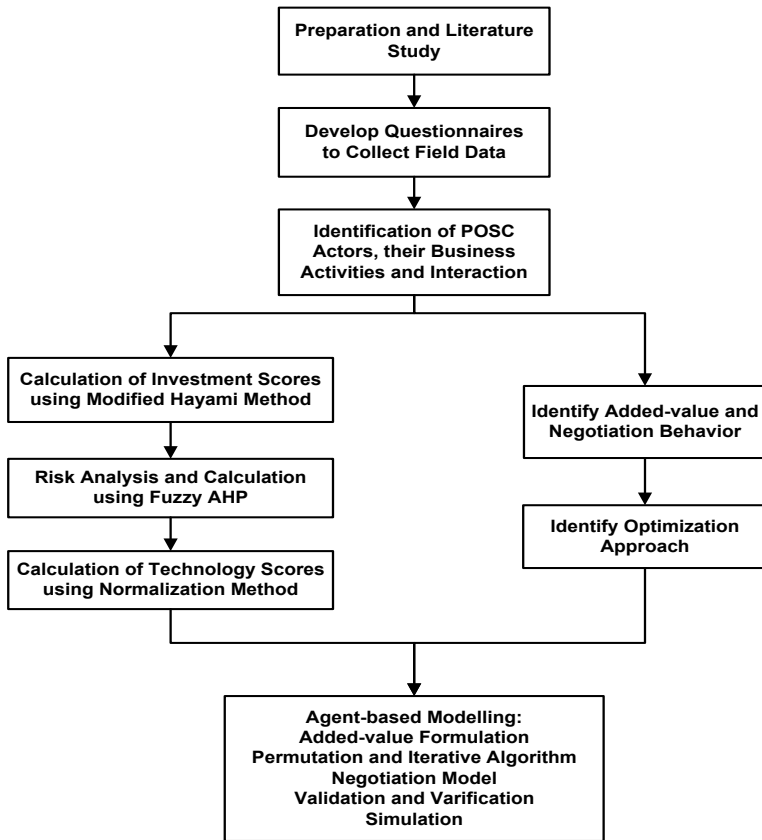 Preparation and Literature
Study
Develop Questionnaires
to Collect Field Data
Identification of POSC
Actors, their Business
Activities and Interaction
Calculation of Investment Scores
using Modified Hayami Method
Risk Analysis and Calculation
using Fuzzy AHP
Calculation of Technology Scores
using Normalization Method
Identify Added-value and
Negotiation Behavior
Identify Optimization
Approach
Agent-based Modelling:
Added-value Formulation
Permutation and Iterative Algorithm
Negotiation Model
Validation and Varification
Simulation